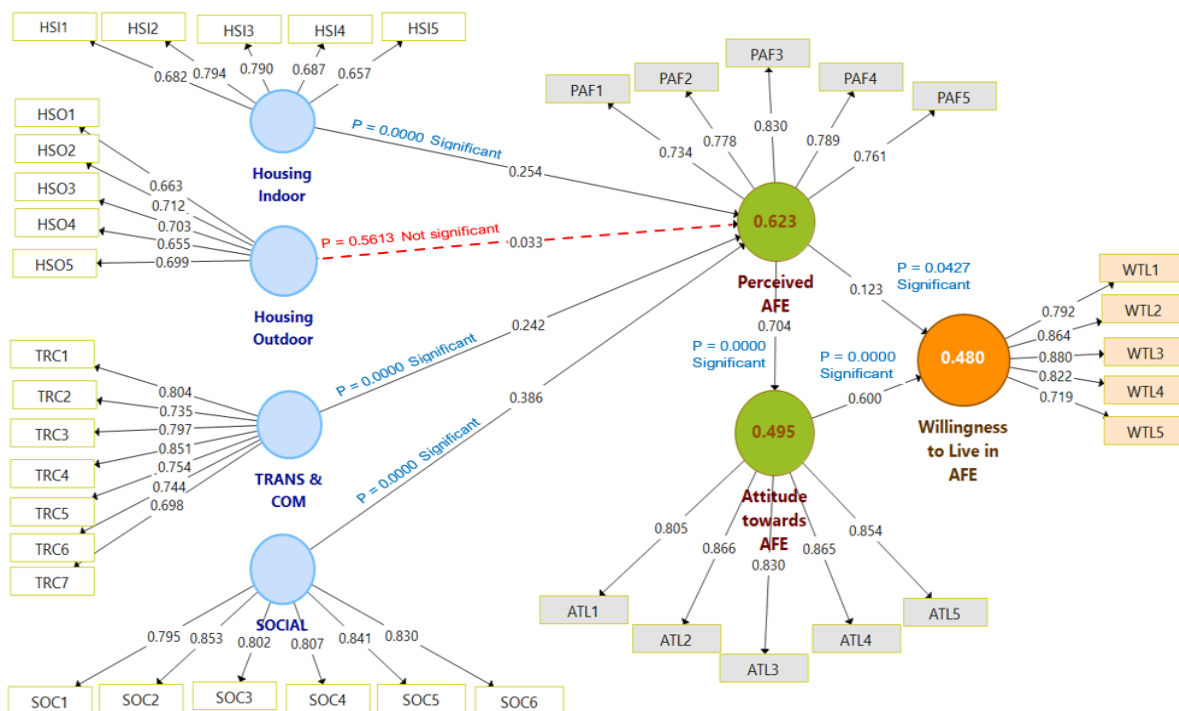 HSI1
HSI2
HSI3
HSI4
HSI5
0.682
0.794
0.790
0.687
0.657
Housing
Indoor
HSO1
HSO2
HSO3
HSO4
HSO5
0.663
0.712
0.703
0.655
0.699
Housing
Outdoor
TRC1
TRC2
TRC3
TRC4
TRC5
TRC6
TRC7
0.804
0.735
0.797
0.851
0.754
0.744
0.698
TRANS &
COM
SOCIAL
0.795
0.853
0.802
0.807
0.841
0.830
SOC1
SOC2
SOC3
SOC4
SOC5
SOC6
P = 0.0000 Significant
0.254
P = 0.5613 Not significant
0.033
P = 0.0000 Significant
0.242
P = 0.0000 Significant
0.386
PAF1
PAF2
PAF3
PAF4
PAF5
0.734
0.778
0.830
0.789
0.761
0.623
Perceived
AFE
0.704
P = 0.0000
Significant
P = 0.0427
Significant
0.123
P = 0.0000
Significant
0.600
0.495
Attitude
towards
AFE
0.805
0.866
0.830
0.865
0.854
ATL1
ATL2
ATL3
ATL4
ATL5
0.480
Willingness
to Live in
AFE
0.792
0.864
0.880
0.822
0.719
WTL1
WTL2
WTL3
WTL4
WTL5